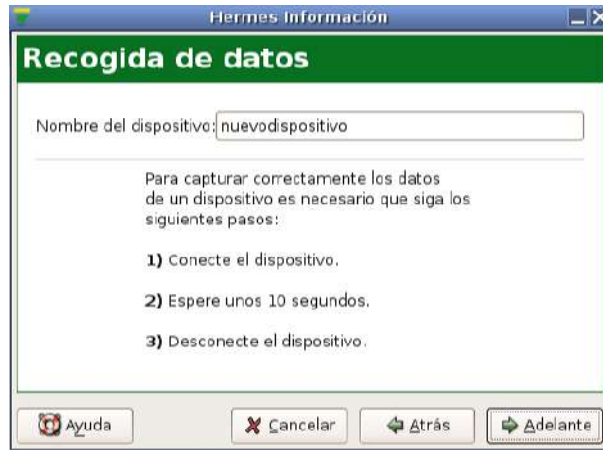 Hermes Información
Recogida de datos
Nombre del dispositivo: nuevodispositivo
Para capturar correctamente los datos
de un dispositivo es necesario que siga los
siguientes pasos:
1) Conecte el dispositivo.
2) Espere unos 10 segundos.
3) Desconecte el dispositivo.
Ayuda Cancelar Atrás Adelante